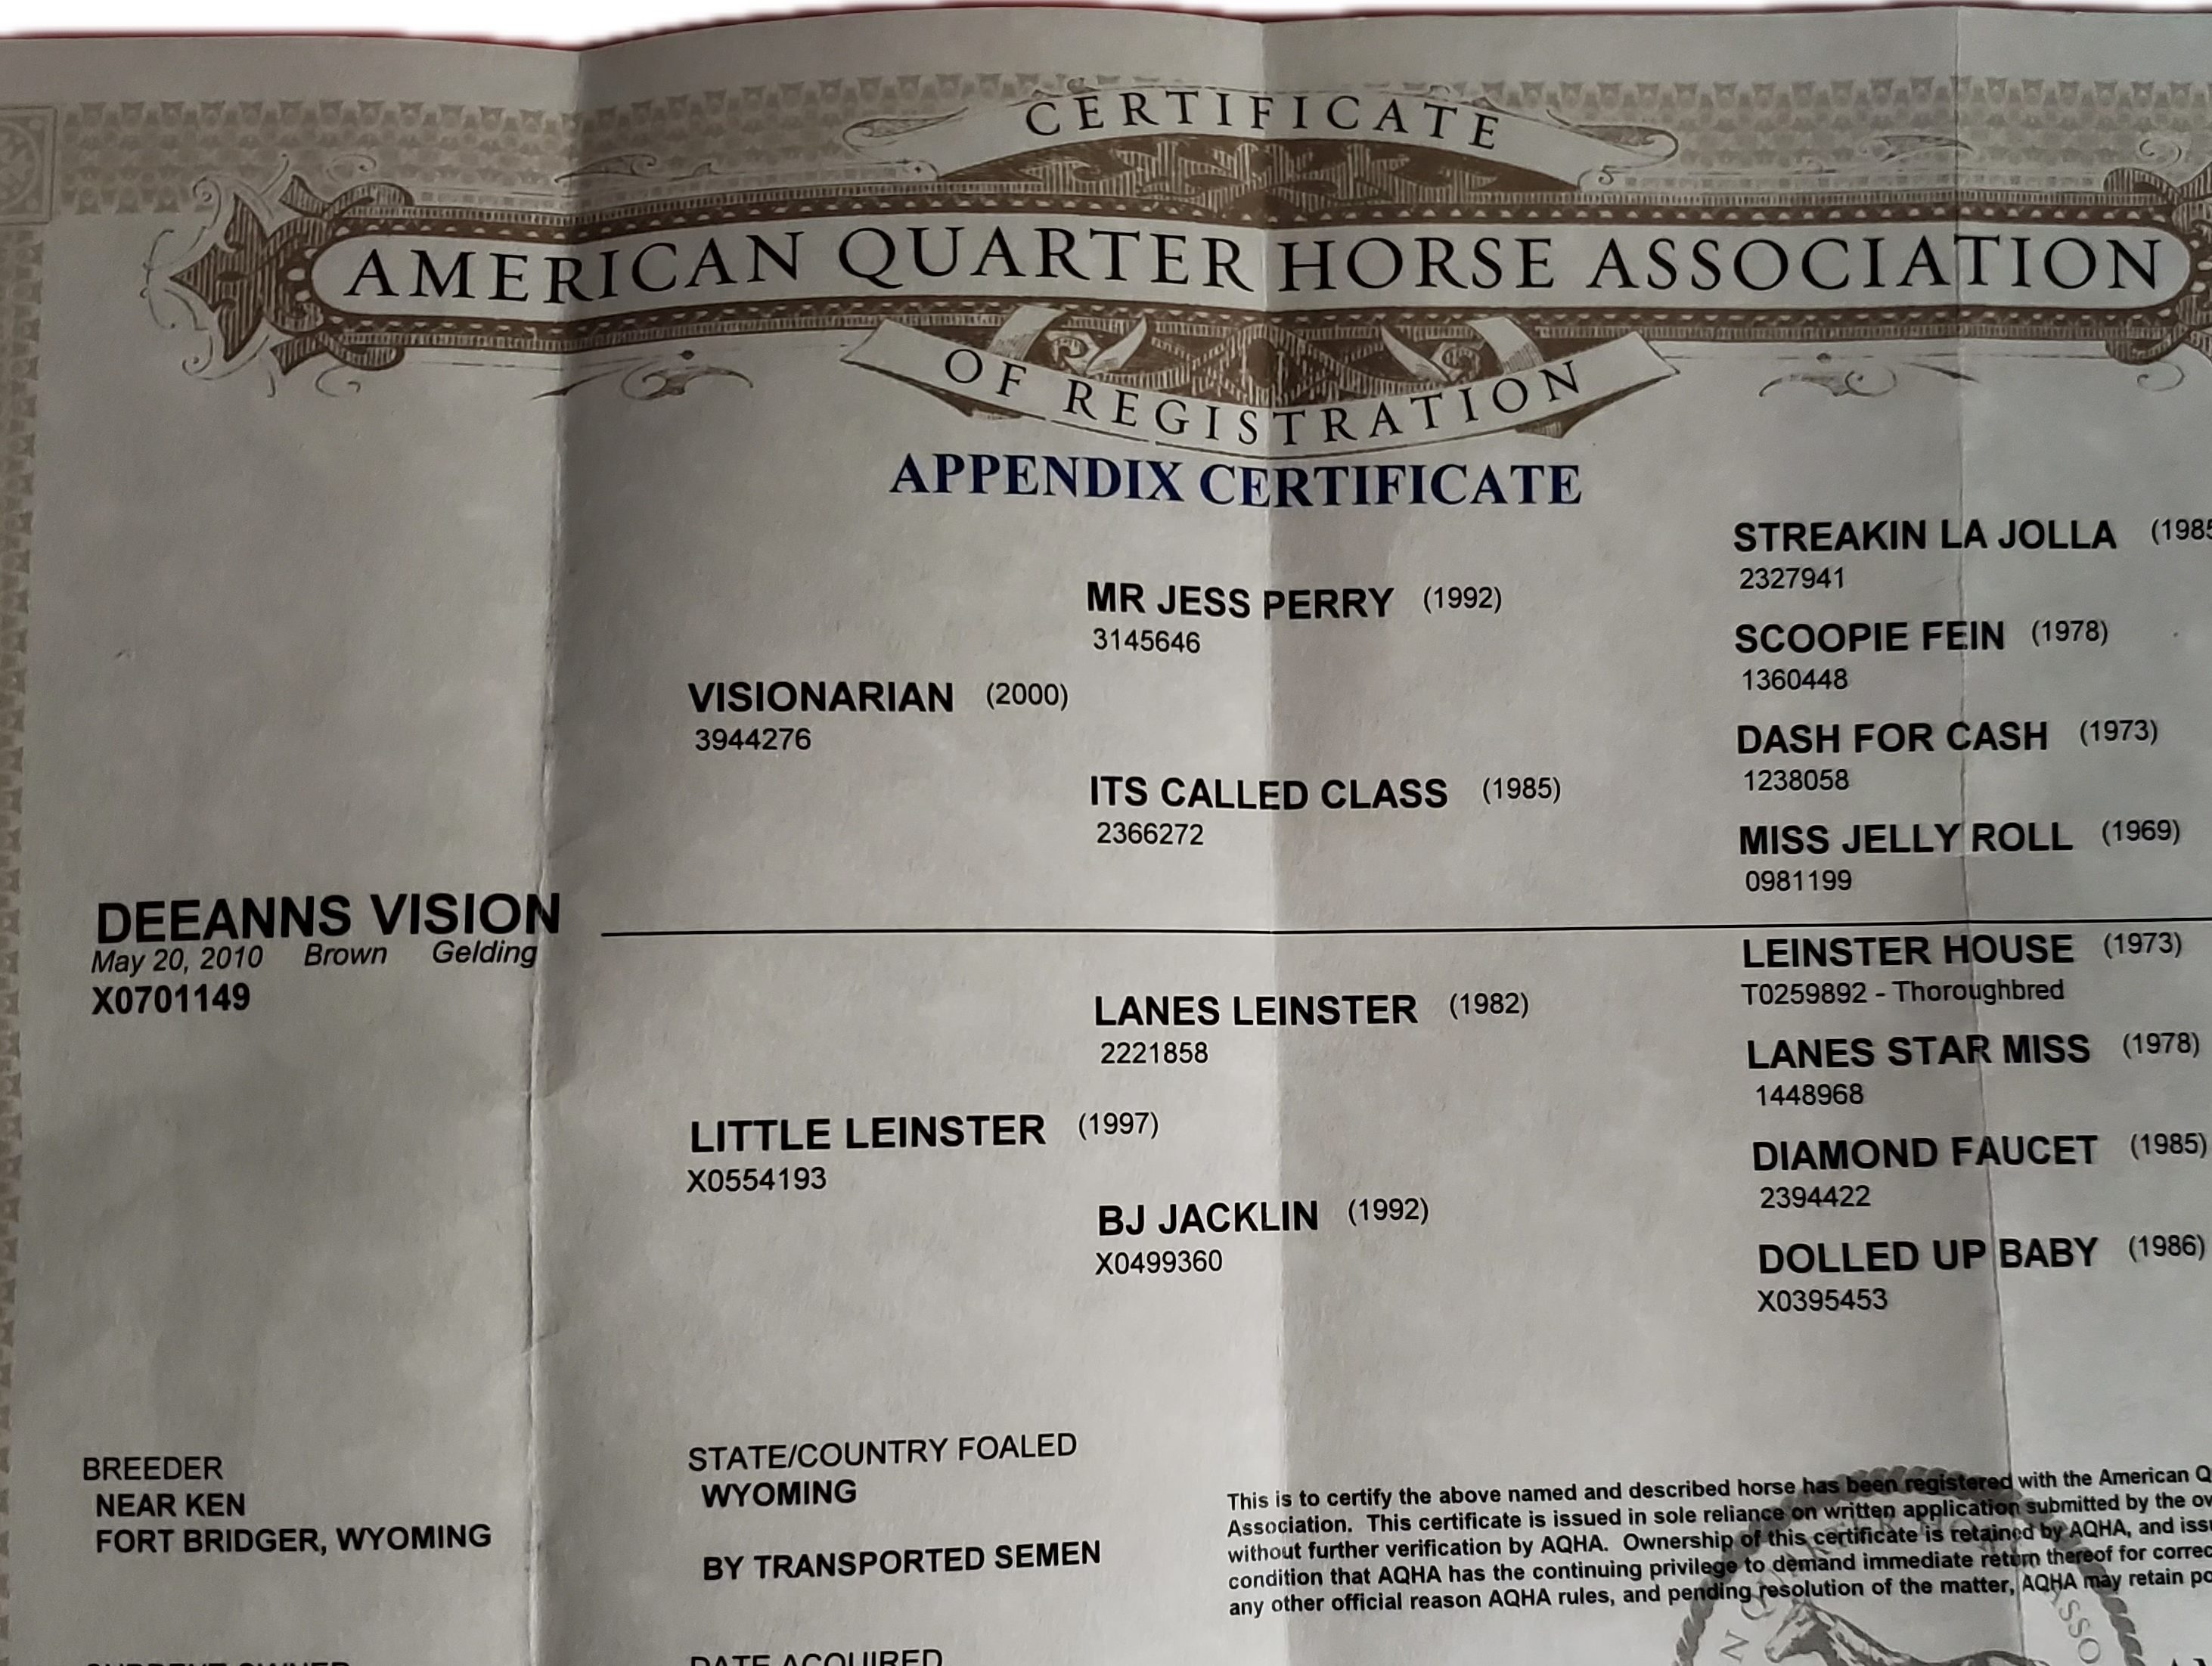 CERTIFICATE
AMERICAN QUARTER HORSE ASSOCIATION
OF REGISTRATION
APPENDIX CERTIFICATE
STREAKIN LA JOLLA (1985
2327941
MR JESS PERRY (1992)
3145646
SCOOPIE FEIN (1978)
1360448
VISIONARIAN (2000)
3944276
DASH FOR CASH (1973)
1238058
ITS CALLED CLASS (1985)
2366272
MISS JELLY ROLL (1969)
0981199
DEEANNS VISION
May 20, 2010 Brown Gelding
X0701149
LEINSTER HOUSE (1973)
T0259892 - Thoroughbred
LANES LEINSTER (1982)
2221858
LANES STAR MISS (1978)
1448968
LITTLE LEINSTER (1997)
X0554193
DIAMOND FAUCET (1985)
2394422
BJ JACKLIN (1992)
X0499360
DOLLED UP BABY (1986)
X0395453
BREEDER
NEAR KEN
FORT BRIDGER, WYOMING
STATE/COUNTRY FOALED
WYOMING
BY TRANSPORTED SEMEN
This is to certify the above named and described horse has been registered with the American Q
Association. This certificate is issued in sole reliance on written application submitted by the ow
without further verification by AQHA. Ownership of this certificate is retained by AQHA, and issu
condition that AQHA has the continuing privilege to demand immediate return thereof for correc
any other official reason AQHA rules, and pending resolution of the matter, AQHA may retain po
CURRENT OWNER
DATE ACQUIRED